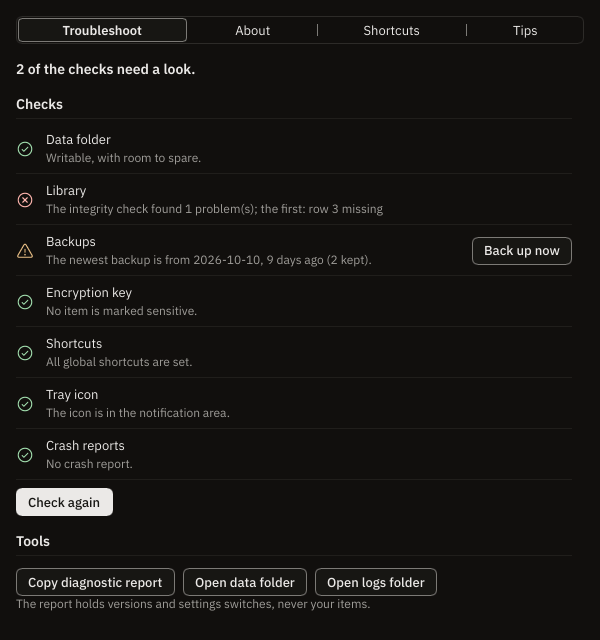 Troubleshoot About Shortcuts Tips
2 of the checks need a look.
Checks
Data folder
Writable, with room to spare.
Library
The integrity check found 1 problem(s); the first: row 3 missing
Backups
The newest backup is from 2026-10-10, 9 days ago (2 kept).
Back up now
Encryption key
No item is marked sensitive.
Shortcuts
All global shortcuts are set.
Tray icon
The icon is in the notification area.
Crash reports
No crash report.
Check again
Tools
Copy diagnostic report Open data folder Open logs folder
The report holds versions and settings switches, never your items.